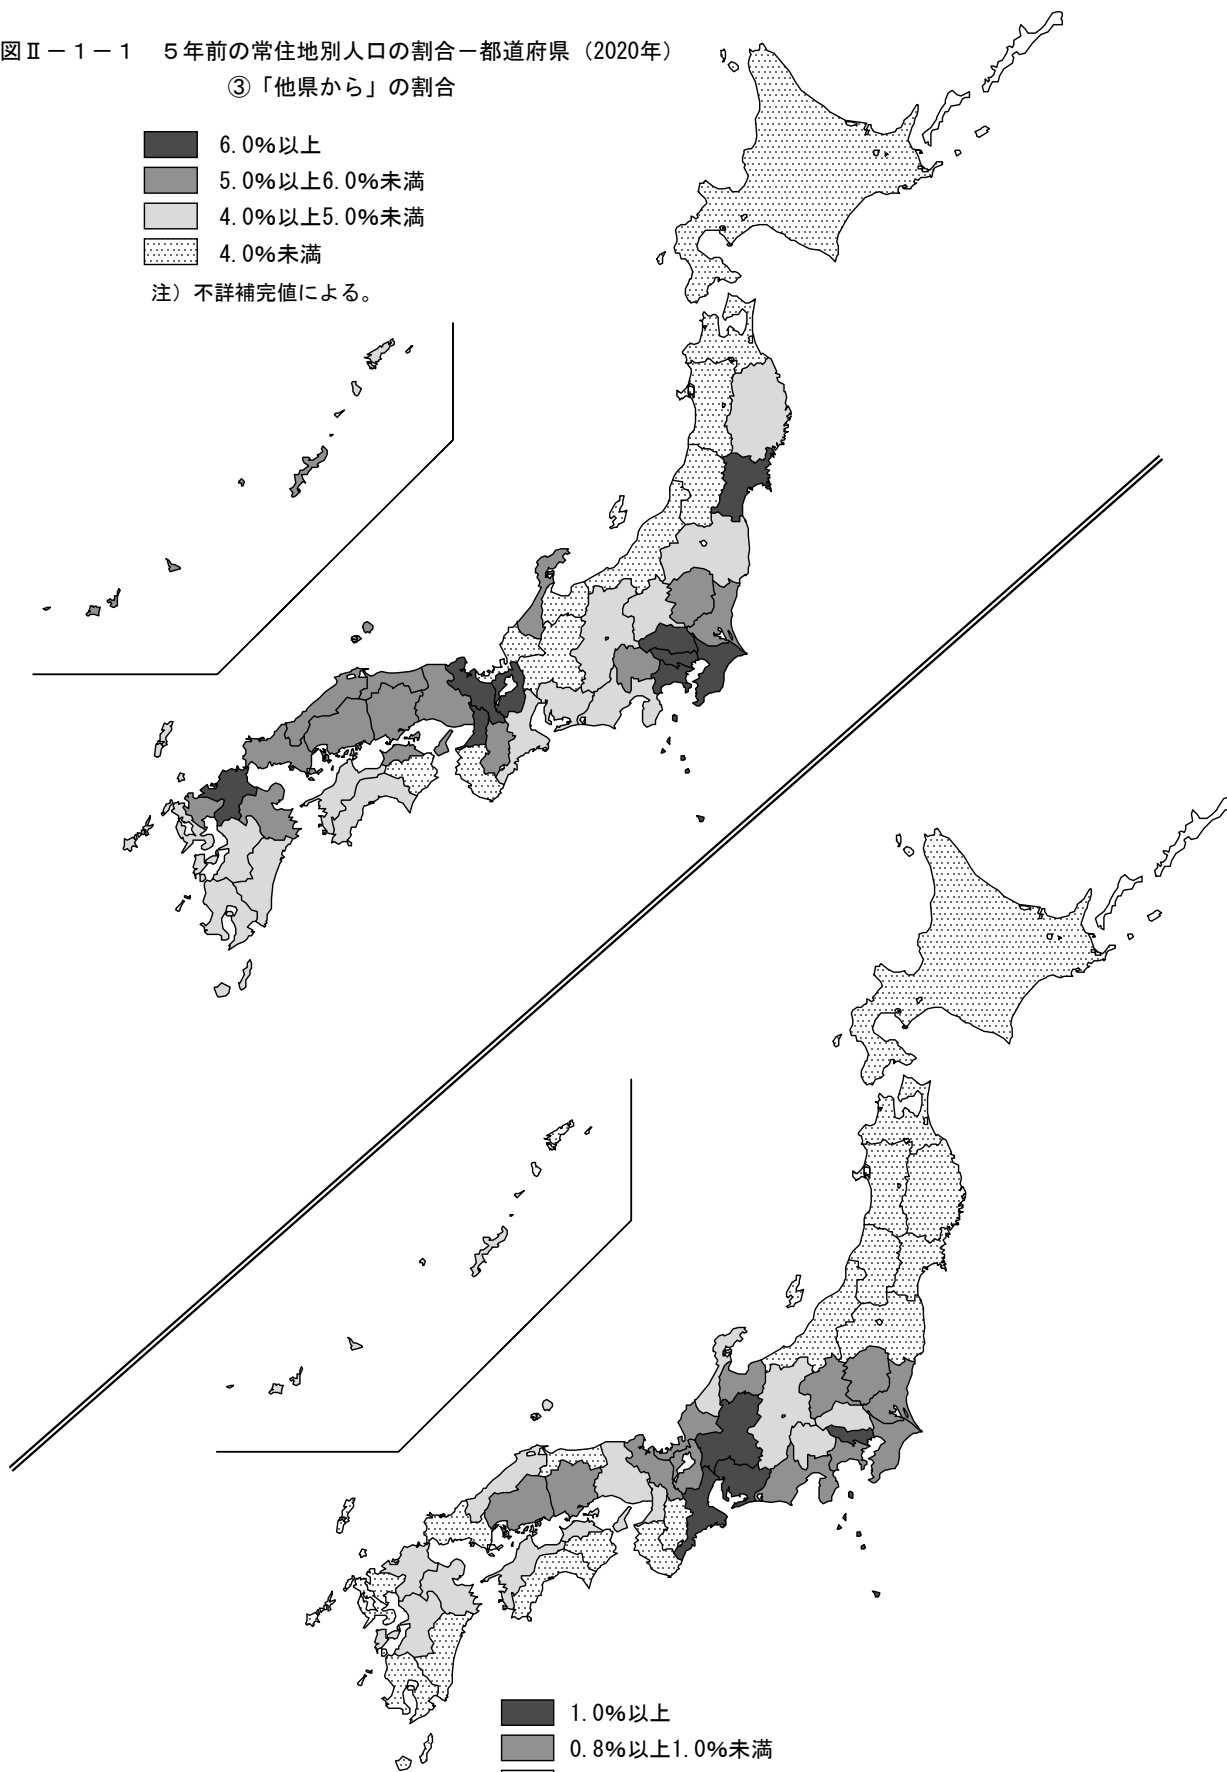 図Ⅱ－１－１　５年前の常住地別人口の割合－都道府県（2020年）
③「他県から」の割合
6.0%以上
5.0%以上6.0%未満
4.0%以上5.0%未満
4.0%未満
注）不詳補完値による。
1.0%以上
0.8%以上1.0%未満